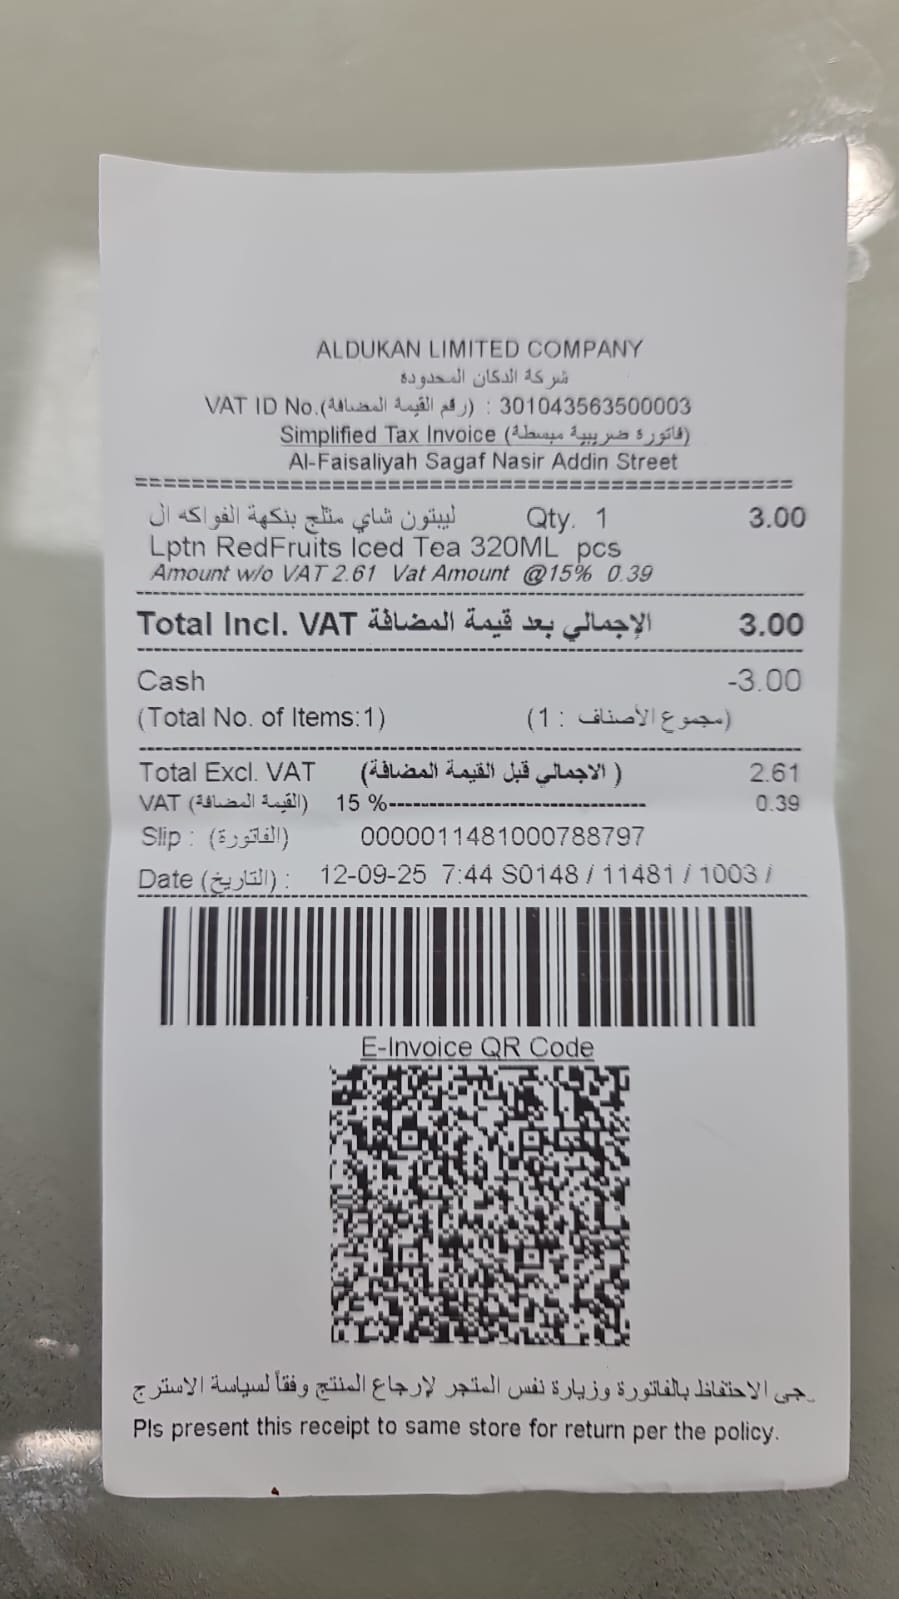 ALDUKAN LIMITED COMPANY
شركة الدكان المحدوده
VAT ID No.(رقم القيمة المضافة) : 301043563500003
Simplified Tax Invoice (فاتورة ضريبية مبسطة)
Al-Faisaliyah Sagaf Nasir Addin Street
ليبتون شاي مثلج بنكهة الفواكه ال Qty. 1 3.00
Lptn RedFruits Iced Tea 320ML pcs
Amount w/o VAT 2.61 Vat Amount @15% 0.39
Total Incl. VAT الإجمالي بعد قيمة المضافة 3.00
Cash -3.00
(Total No. of Items:1) (مجموع الأصناف : 1)
Total Excl. VAT (الاجمالي قبل القيمة المضافة) 2.61
VAT (القيمة المضافة) 15 %------------------------------ 0.39
Slip : (الفاتورة) 0000011481000788797
Date (التاريخ) : 12-09-25 7:44 S0148 / 11481 / 1003 /
E-Invoice QR Code
جى الاحتفاظ بالفاتورة وزيارة نفس المتجر لإرجاع المنتج وفقاً لسياسة الاسترج
Pls present this receipt to same store for return per the policy.